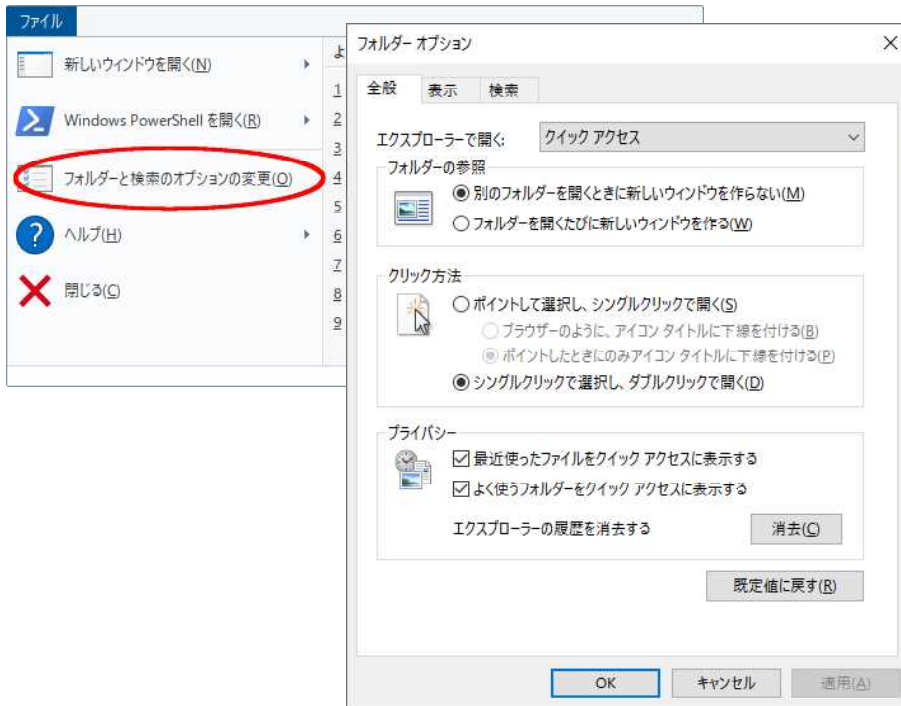 ファイル
新しいウィンドウを開く(N)
Windows PowerShell を開く(R)
フォルダーと検索のオプションの変更(O)
ヘルプ(H)
閉じる(C)
よ
1
2
3
4
5
6
7
8
9
フォルダー オプション
全般
表示
検索
エクスプローラーで開く:
クイック アクセス
フォルダーの参照
別のフォルダーを開くときに新しいウィンドウを作らない(M)
フォルダーを開くたびに新しいウィンドウを作る(W)
クリック方法
ポイントして選択し、シングルクリックで開く(S)
ブラウザーのように、アイコン タイトルに下線を付ける(B)
ポイントしたときにのみアイコン タイトルに下線を付ける(P)
シングルクリックで選択し、ダブルクリックで開く(D)
プライバシー
最近使ったファイルをクイック アクセスに表示する
よく使うフォルダーをクイック アクセスに表示する
エクスプローラーの履歴を消去する
消去(C)
既定値に戻す(R)
OK
キャンセル
適用(A)